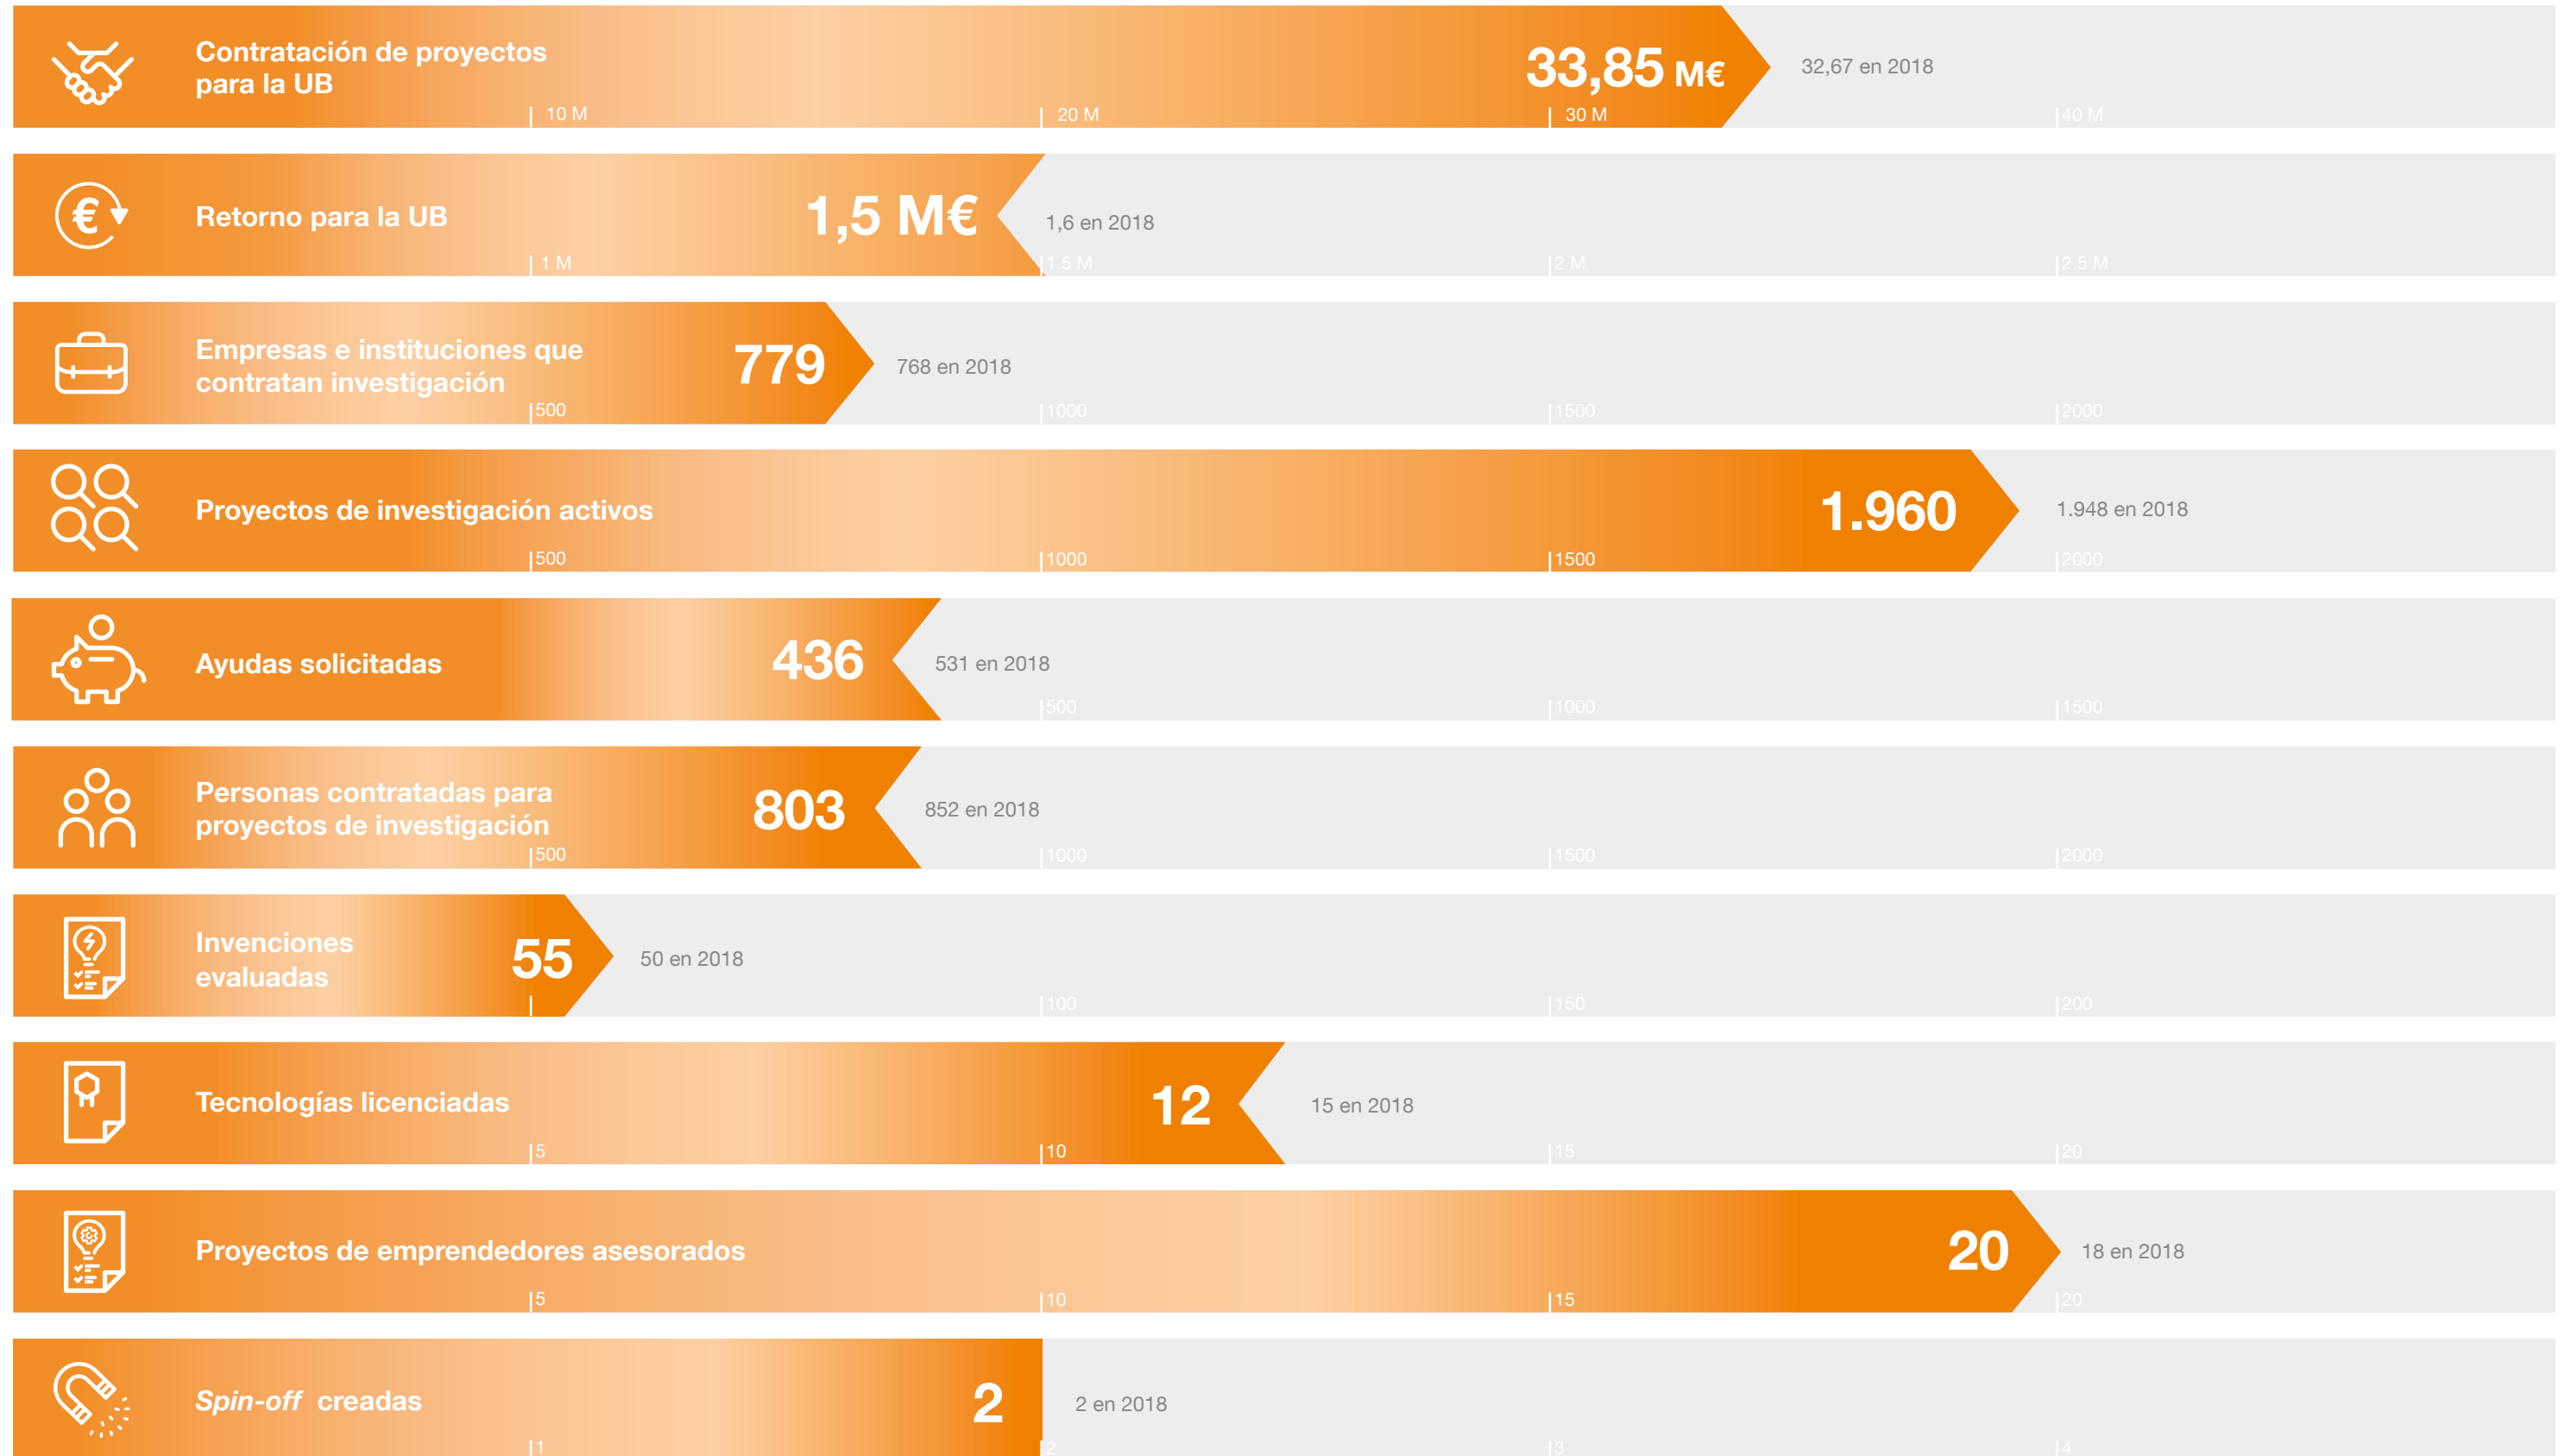 Contratación de proyectos
para la UB
33,85 M€
32,67 en 2018
10 M
20 M
30 M
40 M
Retorno para la UB
1,5 M€
1,6 en 2018
1 M
1.5 M
2 M
2.5 M
Empresas e instituciones que
contratan investigación
779
768 en 2018
500
1000
1500
2000
Proyectos de investigación activos
1.960
1.948 en 2018
500
1000
1500
2000
Ayudas solicitadas
436
531 en 2018
500
1000
1500
Personas contratadas para
proyectos de investigación
803
852 en 2018
500
1000
1500
2000
Invenciones
evaluadas
55
50 en 2018
100
150
200
Tecnologías licenciadas
12
15 en 2018
5
10
15
20
Proyectos de emprendedores asesorados
20
18 en 2018
5
10
15
20
Spin-off creadas
2
2 en 2018
1
2
3
4